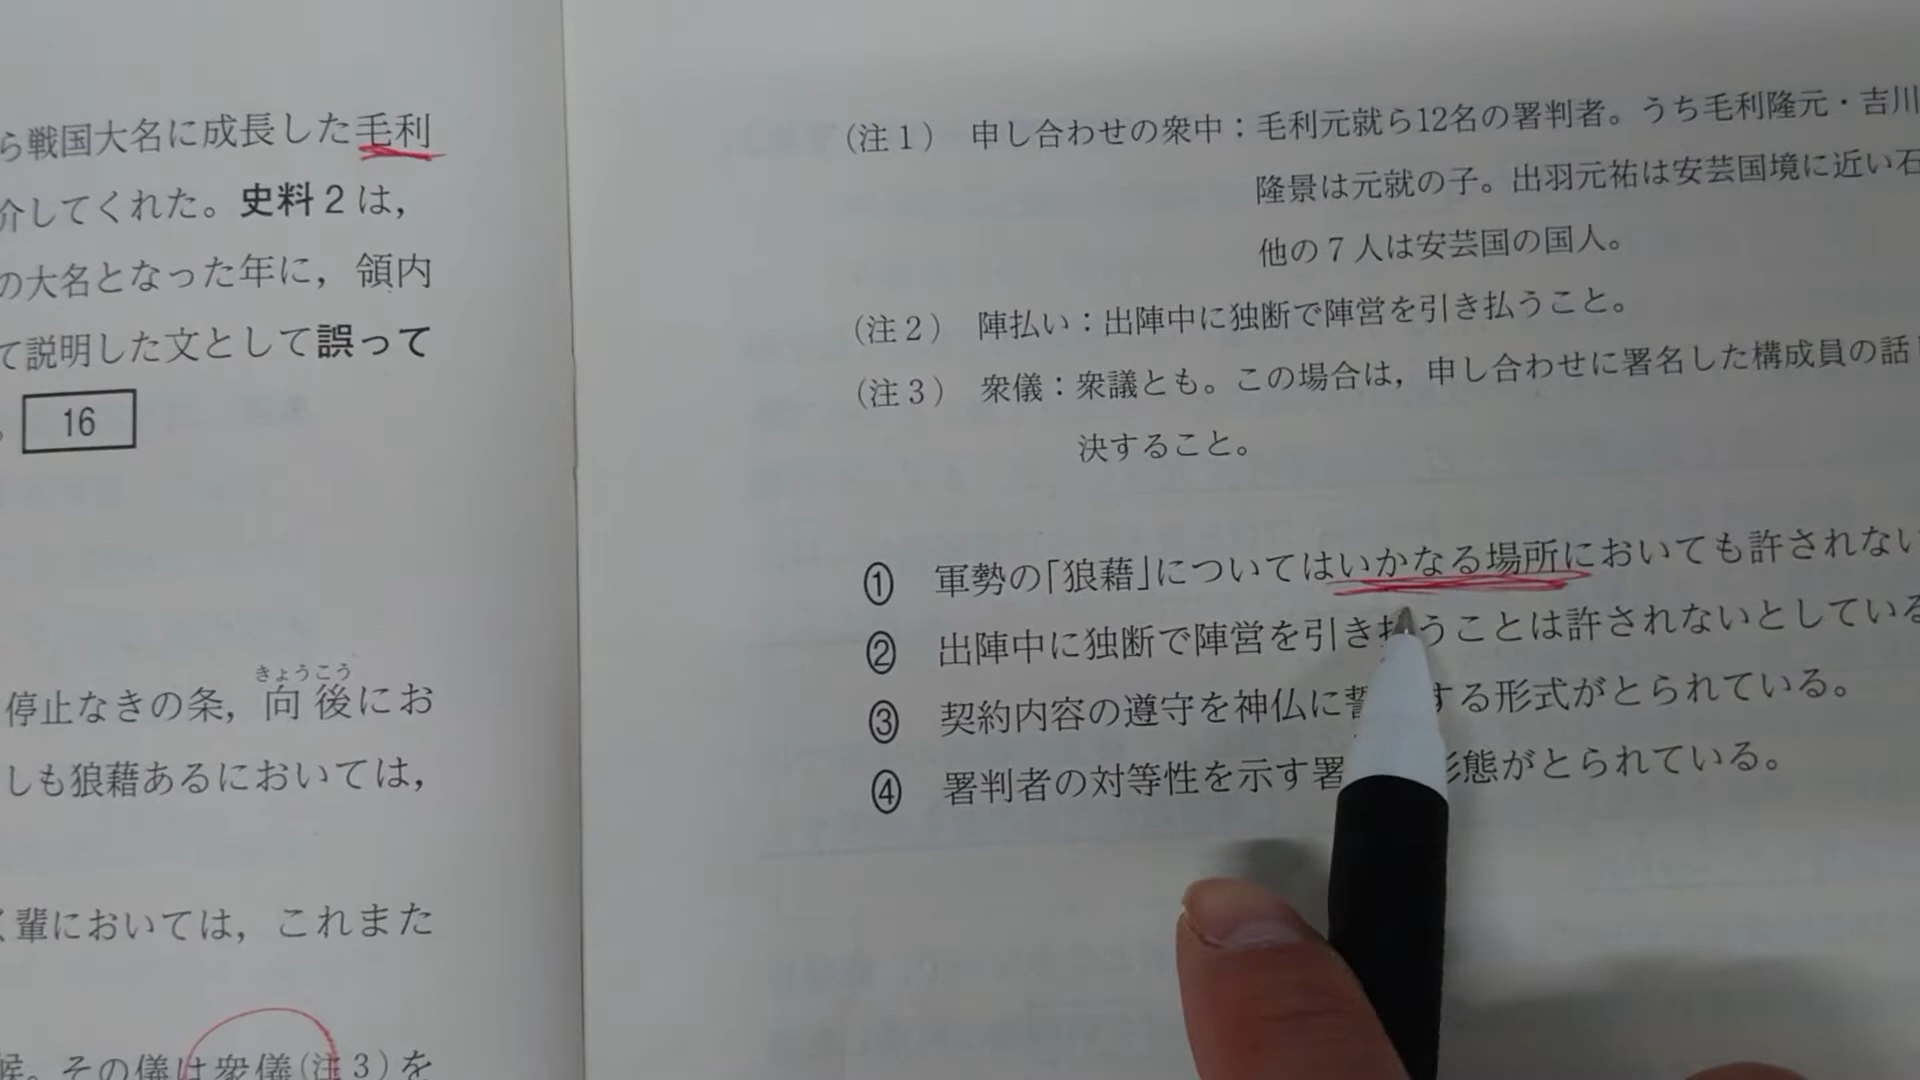 ら戦国大名に成長した毛利
介してくれた。史料2は，
の大名となった年に，領内
て説明した文として誤って
16
きょうこう
停止なきの条，向後にお
しも狼藉あるにおいては，
輩においては，これまた
候。その儀は衆儀(注3)を
(注1) 申し合わせの衆中：毛利元就ら12名の署判者。うち毛利隆元・吉川
隆景は元就の子。出羽元祐は安芸国境に近い石
他の7人は安芸国の国人。
(注2) 陣払い：出陣中に独断で陣営を引き払うこと。
(注3) 衆儀：衆議とも。この場合は，申し合わせに署名した構成員の話
決すること。
① 軍勢の「狼藉」についてはいかなる場所においても許されない
② 出陣中に独断で陣営を引き払うことは許されないとしている
③ 契約内容の遵守を神仏に誓する形式がとられている。
④ 署判者の対等性を示す署形態がとられている。